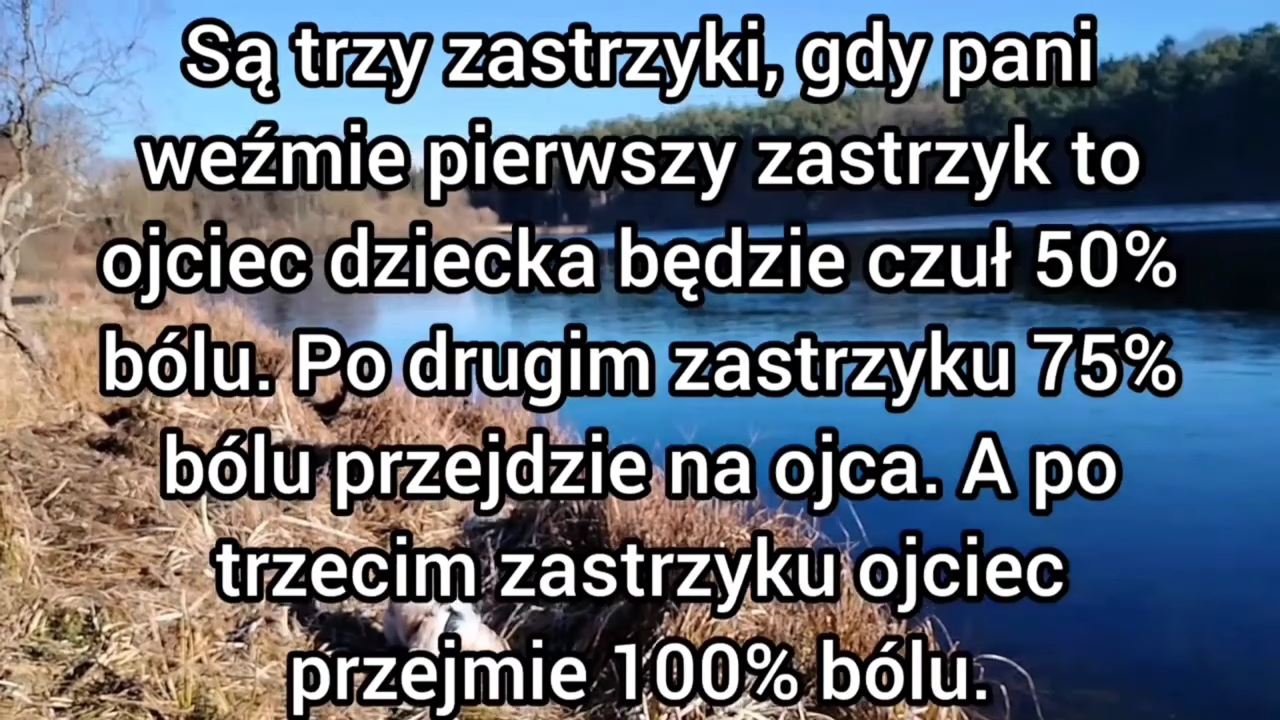 Są trzy zastrzyki, gdy pani
weźmie pierwszy zastrzyk to
ojciec dziecka będzie czuł 50%
bólu. Po drugim zastrzyku 75%
bólu przejdzie na ojca. A po
trzecim zastrzyku ojciec
przejmie 100% bólu.